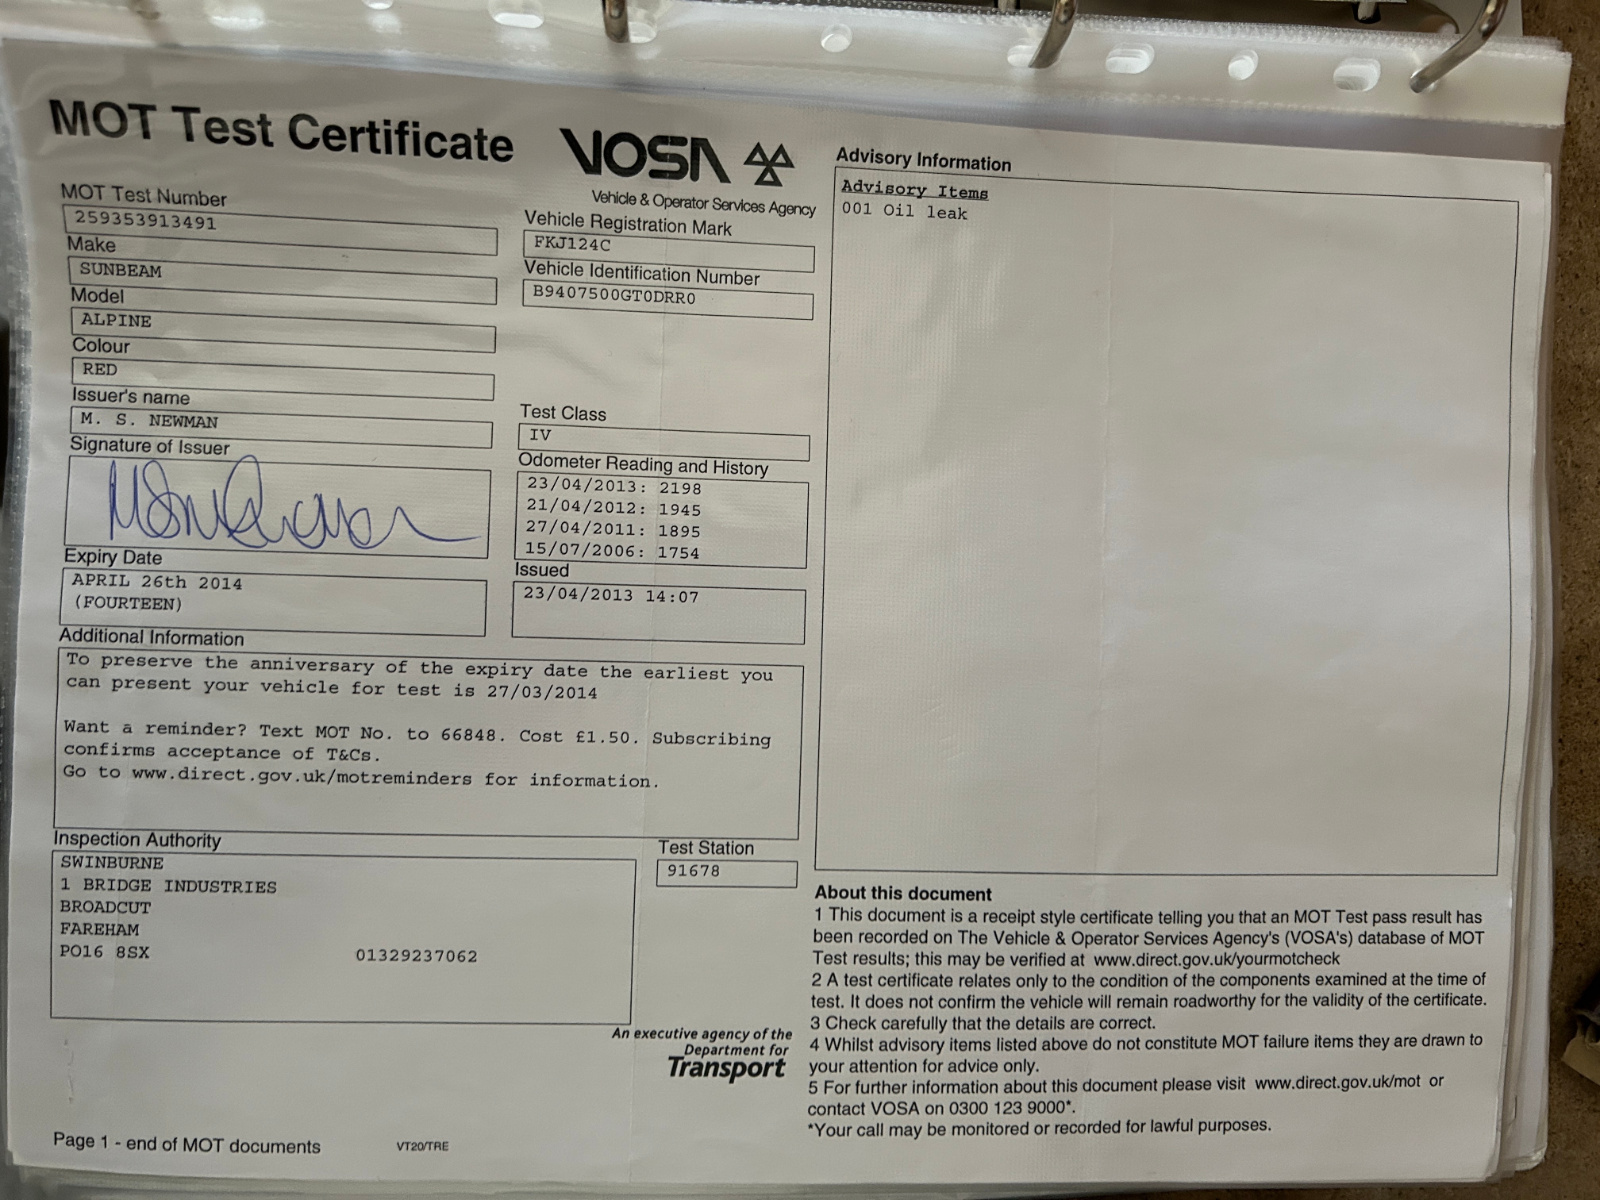 MOT Test Certificate
VOSA
Vehicle & Operator Services Agency
MOT Test Number
259353913491
Make
SUNBEAM
Model
ALPINE
Colour
RED
Issuer's name
M. S. NEWMAN
Signature of Issuer
Expiry Date
APRIL 26th 2014
(FOURTEEN)
Vehicle Registration Mark
FKJ124C
Vehicle Identification Number
B9407500GT0DRR0
Test Class
IV
Odometer Reading and History
23/04/2013: 2198
21/04/2012: 1945
27/04/2011: 1895
15/07/2006: 1754
Issued
23/04/2013 14:07
Additional Information
To preserve the anniversary of the expiry date the earliest you
can present your vehicle for test is 27/03/2014
Want a reminder? Text MOT No. to 66848. Cost £1.50. Subscribing
confirms acceptance of T&Cs.
Go to www.direct.gov.uk/motreminders for information.
Inspection Authority
SWINBURNE
1 BRIDGE INDUSTRIES
BROADCUT
FAREHAM
PO16 8SX 01329237062
Test Station
91678
An executive agency of the
Department for
Transport
Page 1 - end of MOT documents
VT20/TRE
Advisory Information
Advisory Items
001 Oil leak
About this document
1 This document is a receipt style certificate telling you that an MOT Test pass result has
been recorded on The Vehicle & Operator Services Agency's (VOSA's) database of MOT
Test results; this may be verified at www.direct.gov.uk/yourmotcheck
2 A test certificate relates only to the condition of the components examined at the time of
test. It does not confirm the vehicle will remain roadworthy for the validity of the certificate.
3 Check carefully that the details are correct.
4 Whilst advisory items listed above do not constitute MOT failure items they are drawn to
your attention for advice only.
5 For further information about this document please visit www.direct.gov.uk/mot or
contact VOSA on 0300 123 9000*.
*Your call may be monitored or recorded for lawful purposes.